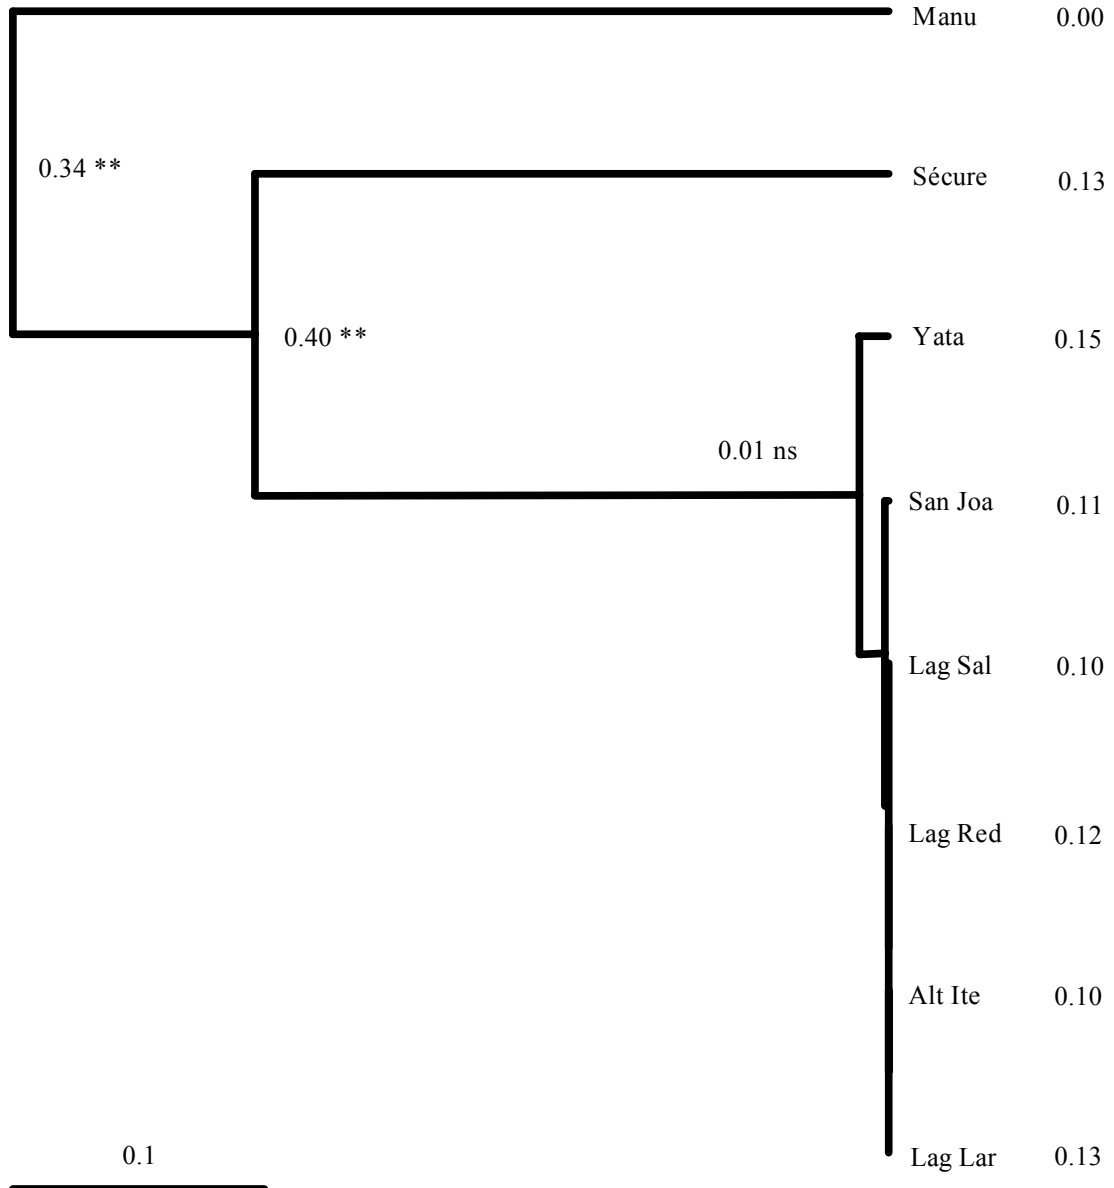 Manu 0.00
0.34 **
Sécure 0.13
0.40 **
Yata 0.15
0.01 ns
San Joa 0.11
Lag Sal 0.10
Lag Red 0.12
Alt Ite 0.10
0.1
Lag Lar 0.13